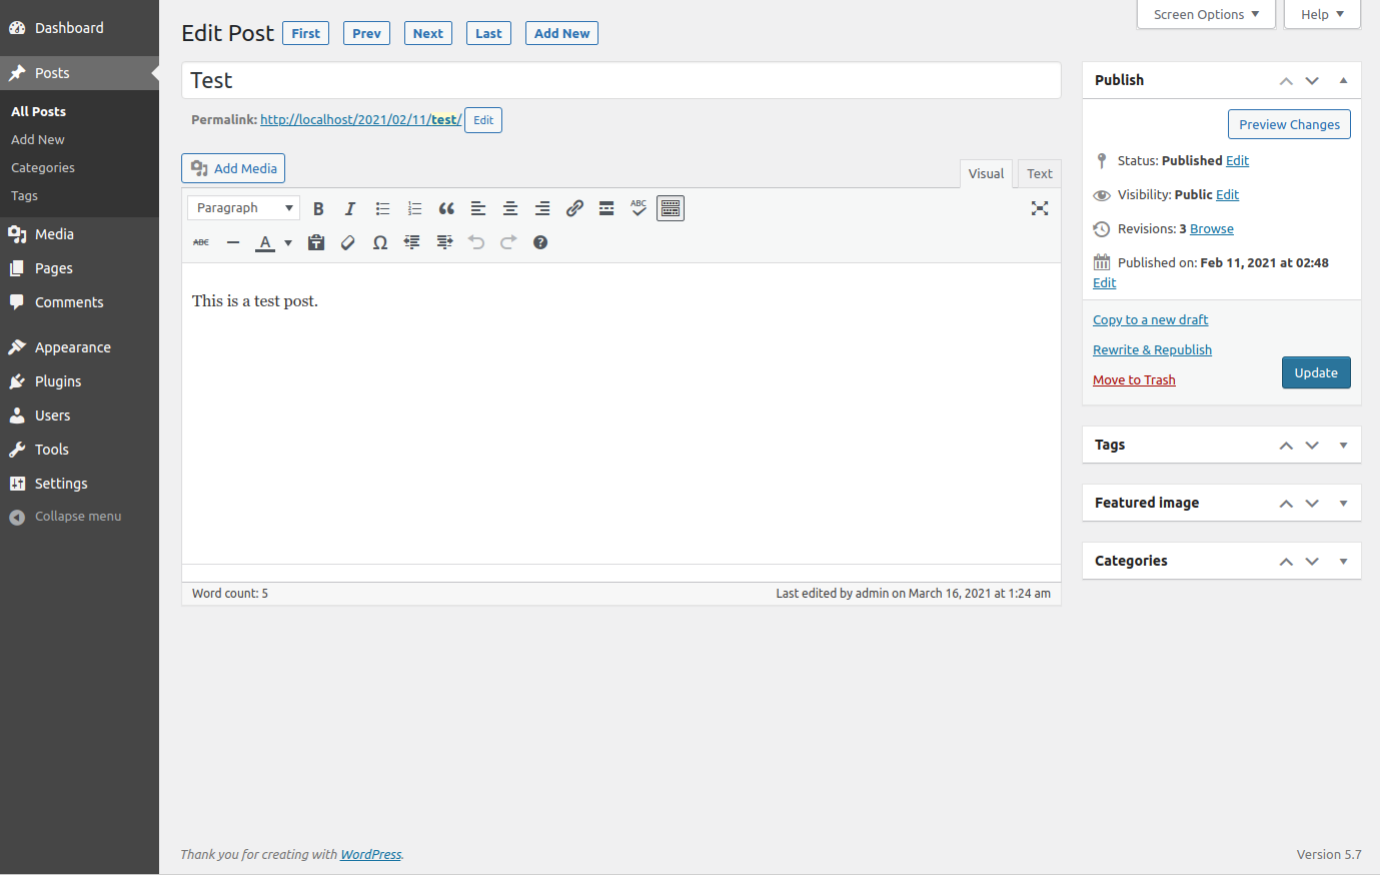 Dashboard
Posts
All Posts
Add New
Categories
Tags
Media
Pages
Comments
Appearance
Plugins
Users
Tools
Settings
Collapse menu
Screen Options ▼
Help ▼
Edit Post First Prev Next Last Add New
Test
Permalink: http://localhost/2021/02/11/test/ Edit
Add Media
Visual Text
Paragraph
B I ABC
ABC A Ω
This is a test post.
Word count: 5
Last edited by admin on March 16, 2021 at 1:24 am
Publish
Preview Changes
Status: Published Edit
Visibility: Public Edit
Revisions: 3 Browse
Published on: Feb 11, 2021 at 02:48
Edit
Copy to a new draft
Rewrite & Republish
Move to Trash
Update
Tags
Featured image
Categories
Thank you for creating with WordPress.
Version 5.7